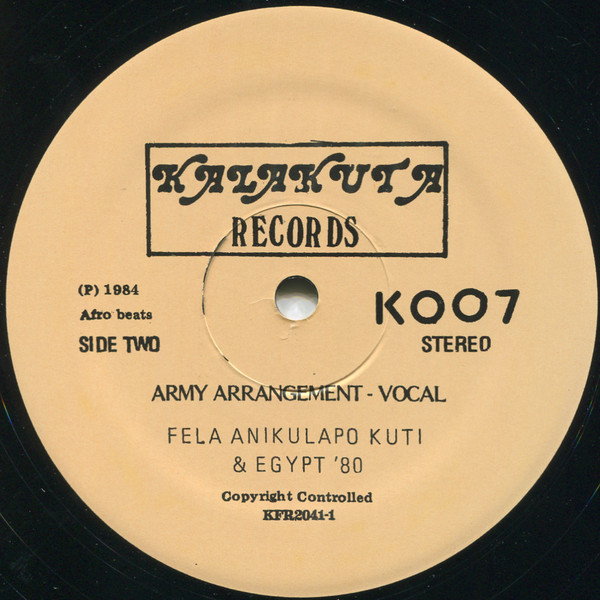 KALAKUTA
RECORDS
(P) 1984
Afro beats
SIDE TWO
K007
STEREO
ARMY ARRANGEMENT - VOCAL
FELA ANIKULAPO KUTI
& EGYPT '80
Copyright Controlled
KFR2041-1